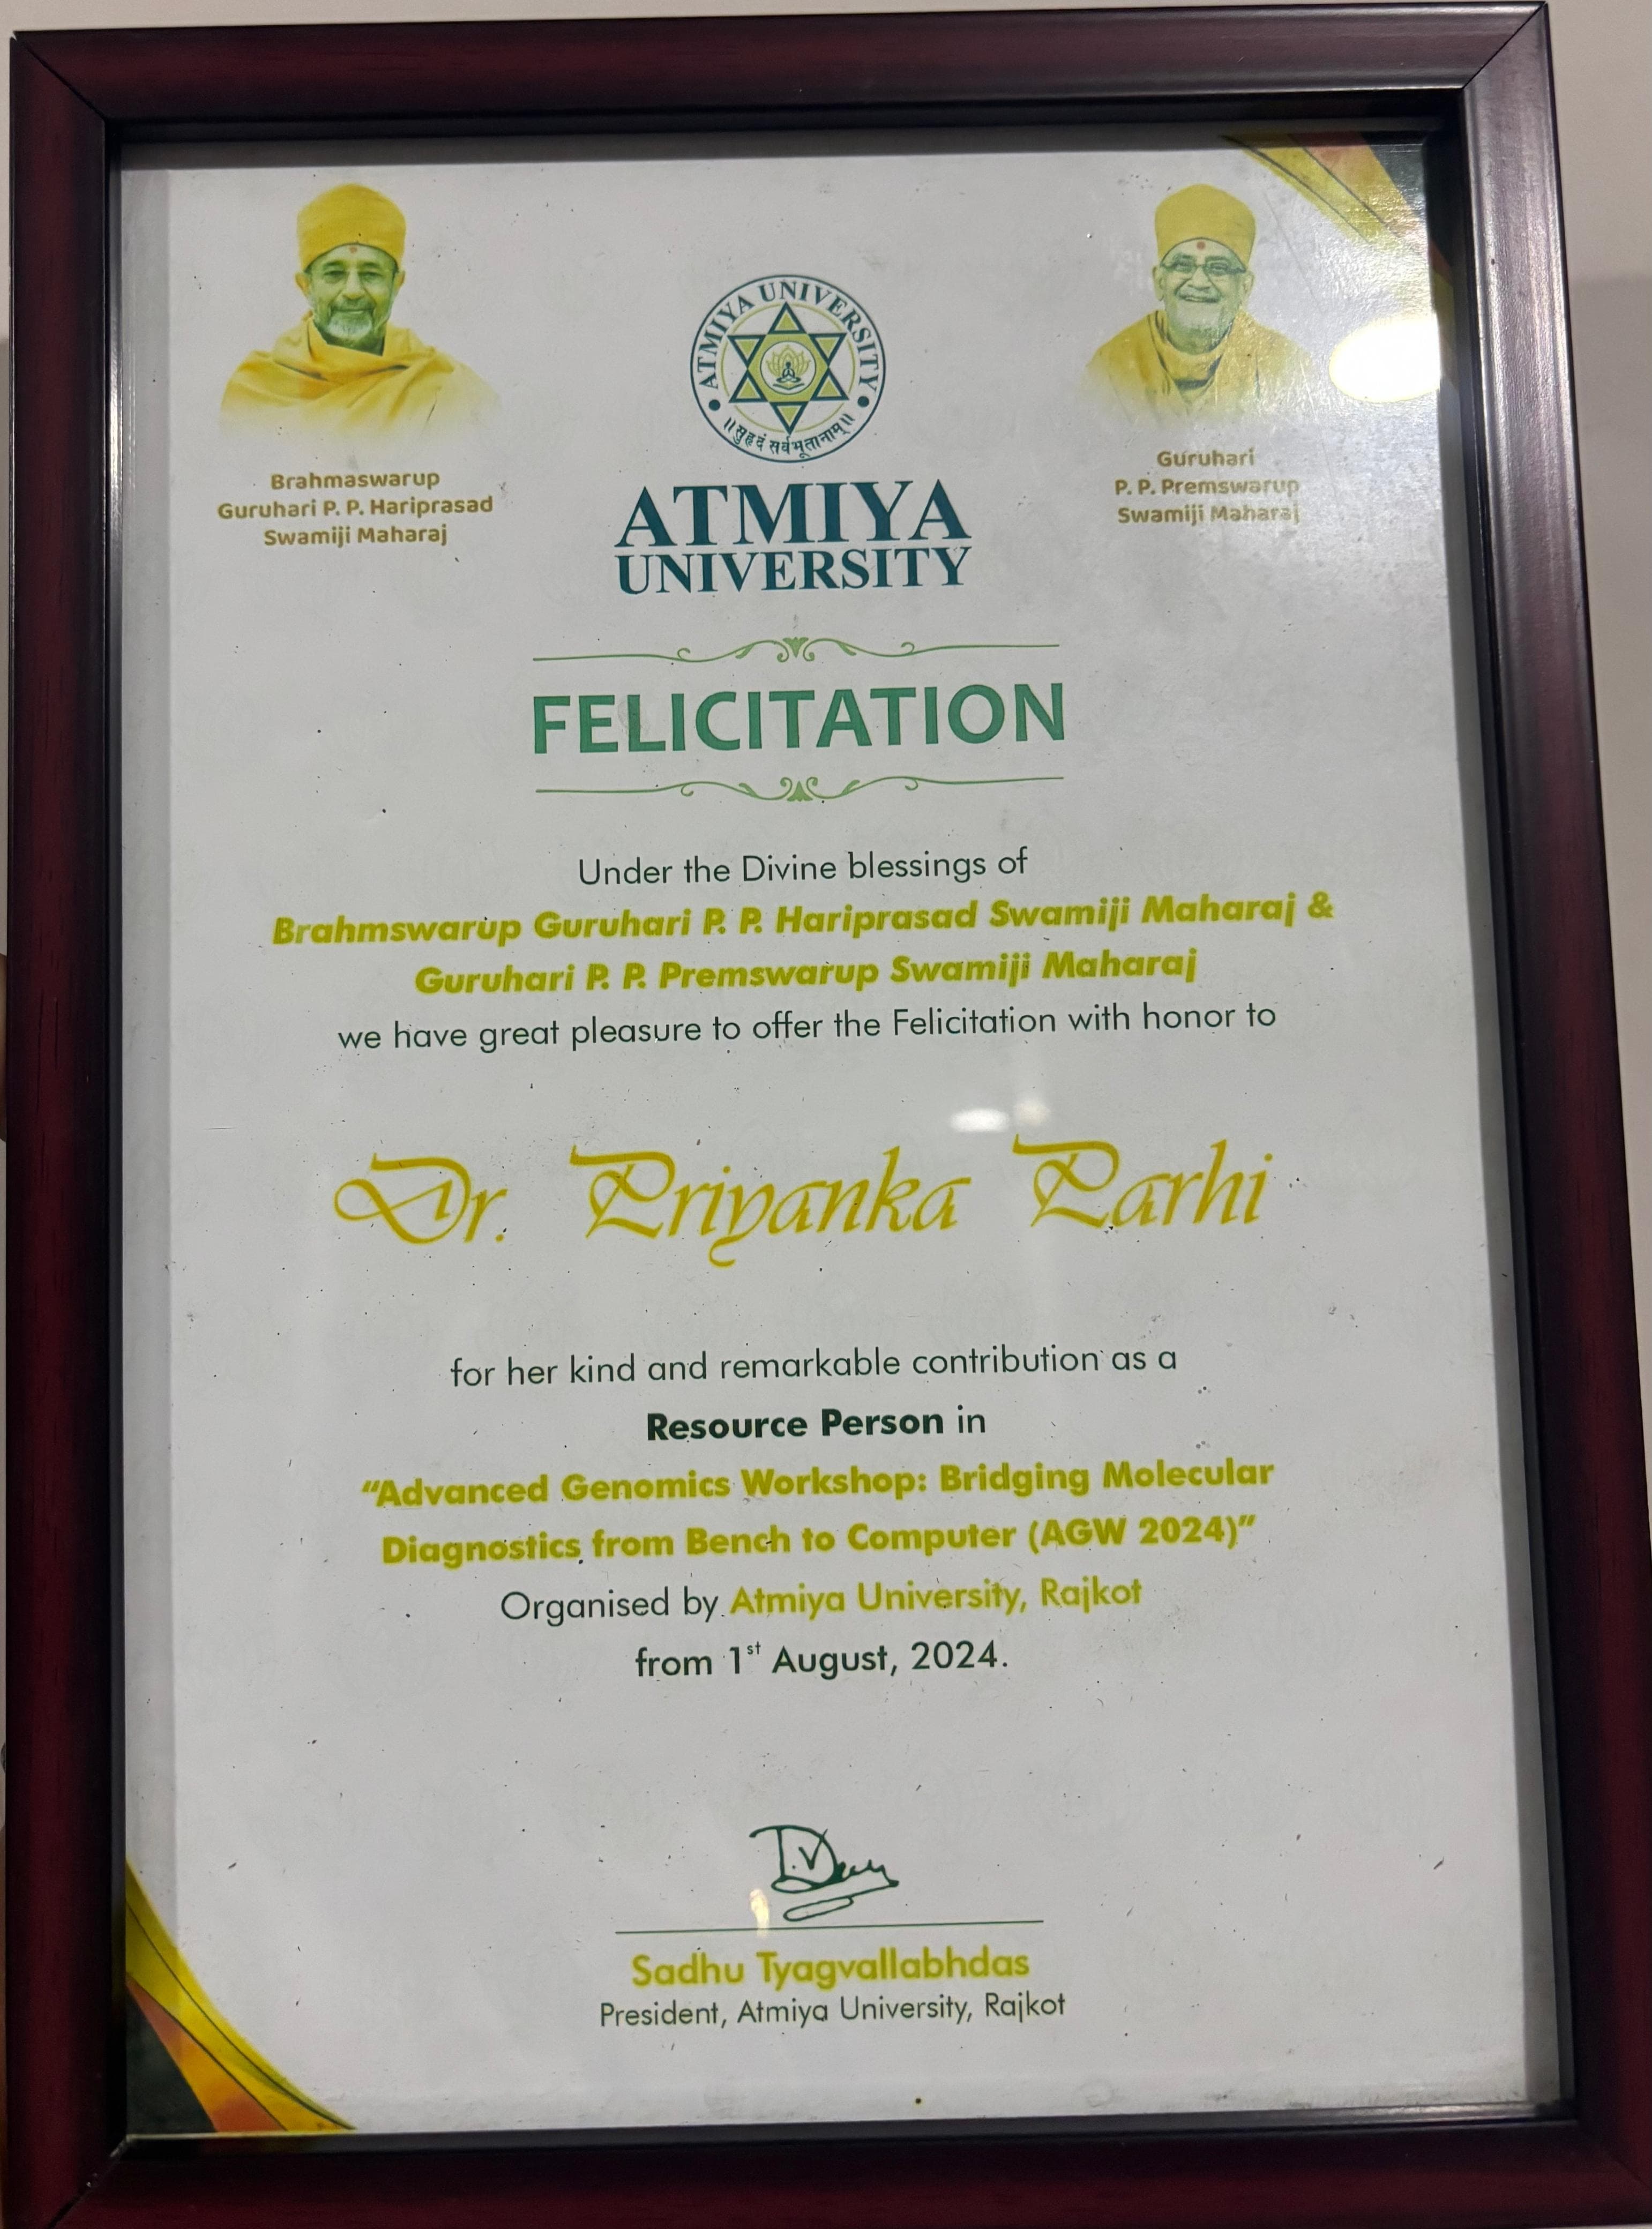 Brahmaswarup
Guruhari P. P. Hariprasad
Swamiji Maharaj
ATMIYA UNIVERSITY
॥ सुहृदं सर्वभूतानाम् ॥
ATMIYA
UNIVERSITY
Guruhari
P. P. Premswarup
Swamiji Maharaj
FELICITATION
Under the Divine blessings of
Brahmswarup Guruhari P. P. Hariprasad Swamiji Maharaj &
Guruhari P. P. Premswarup Swamiji Maharaj
we have great pleasure to offer the Felicitation with honor to
Dr. Priyanka Parhi
for her kind and remarkable contribution as a
Resource Person in
“Advanced Genomics Workshop: Bridging Molecular
Diagnostics from Bench to Computer (AGW 2024)”
Organised by Atmiya University, Rajkot
from 1st August, 2024.
Sadhu Tyagvallabhdas
President, Atmiya University, Rajkot